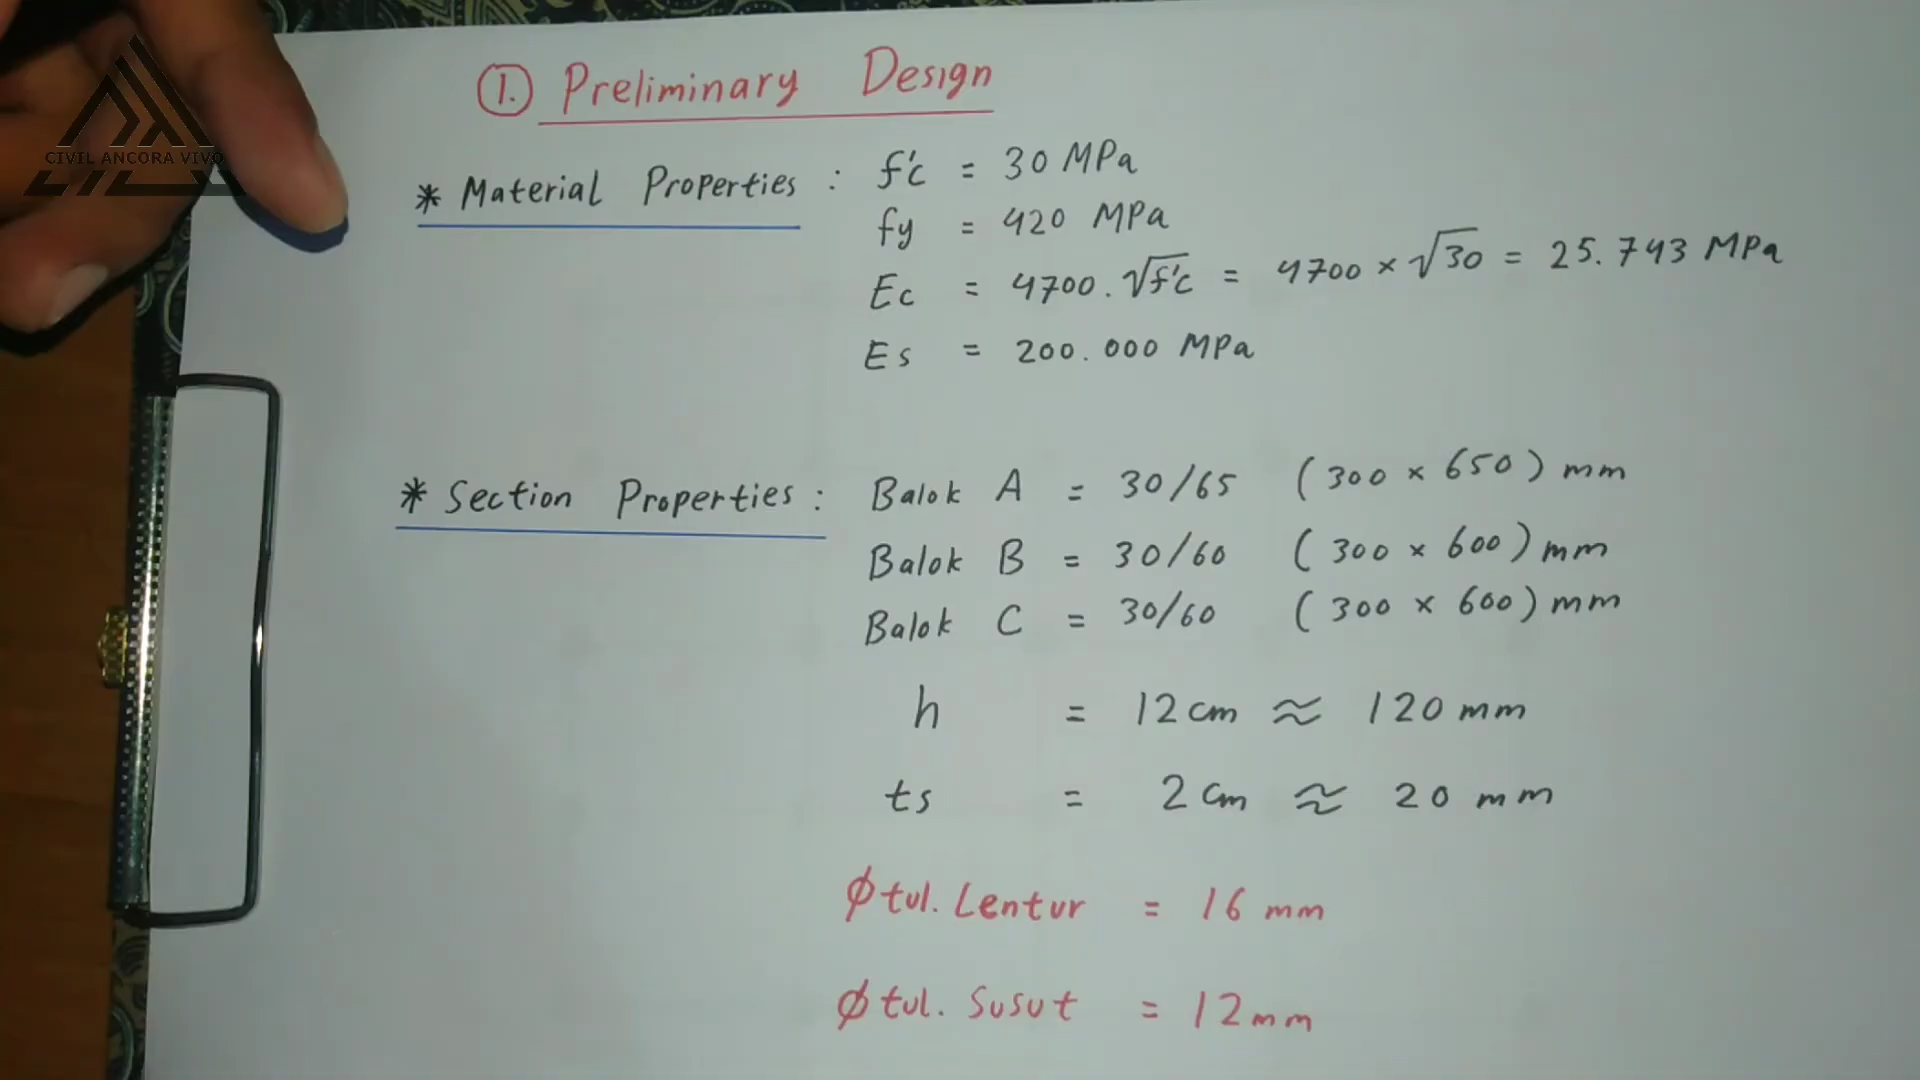 CIVIL ANCORA VIVO
1. Preliminary Design
* Material Properties : f'c = 30 MPa
fy = 420 MPa
Ec = 4700.√f'c = 4700 × √30 = 25.743 MPa
Es = 200.000 MPa
* Section Properties : Balok A = 30/65 (300 × 650) mm
Balok B = 30/60 (300 × 600) mm
Balok C = 30/60 (300 × 600) mm
h = 12 cm ≈ 120 mm
ts = 2 cm ≈ 20 mm
Ø tul. Lentur = 16 mm
Ø tul. Susut = 12 mm